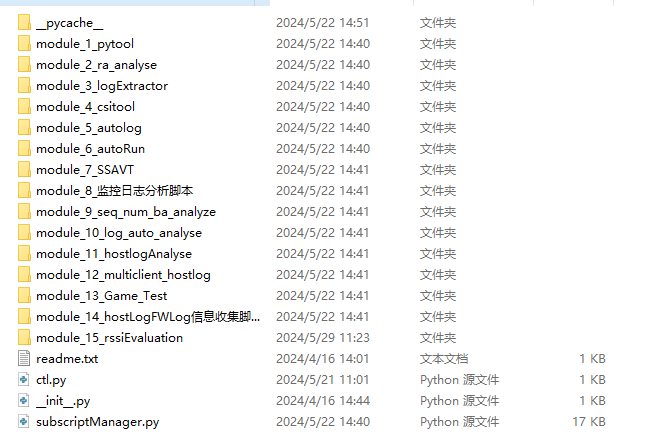 __pycache__ 2024/5/22 14:51 文件夹
module_1_pytool 2024/5/22 14:40 文件夹
module_2_ra_analyse 2024/5/22 14:40 文件夹
module_3_logExtractor 2024/5/22 14:40 文件夹
module_4_csitool 2024/5/22 14:40 文件夹
module_5_autolog 2024/5/22 14:40 文件夹
module_6_autoRun 2024/5/22 14:40 文件夹
module_7_SSAVT 2024/5/22 14:41 文件夹
module_8_监控日志分析脚本 2024/5/22 14:41 文件夹
module_9_seq_num_ba_analyze 2024/5/22 14:41 文件夹
module_10_log_auto_analyse 2024/5/22 14:41 文件夹
module_11_hostlogAnalyse 2024/5/22 14:41 文件夹
module_12_multiclient_hostlog 2024/5/22 14:41 文件夹
module_13_Game_Test 2024/5/22 14:41 文件夹
module_14_hostLogFWLog信息收集脚... 2024/5/22 14:41 文件夹
module_15_rssiEvaluation 2024/5/29 11:23 文件夹
readme.txt 2024/4/16 14:01 文本文档 1 KB
ctl.py 2024/5/21 11:01 Python 源文件 1 KB
__init__.py 2024/4/16 14:44 Python 源文件 1 KB
subscriptManager.py 2024/5/22 14:40 Python 源文件 17 KB